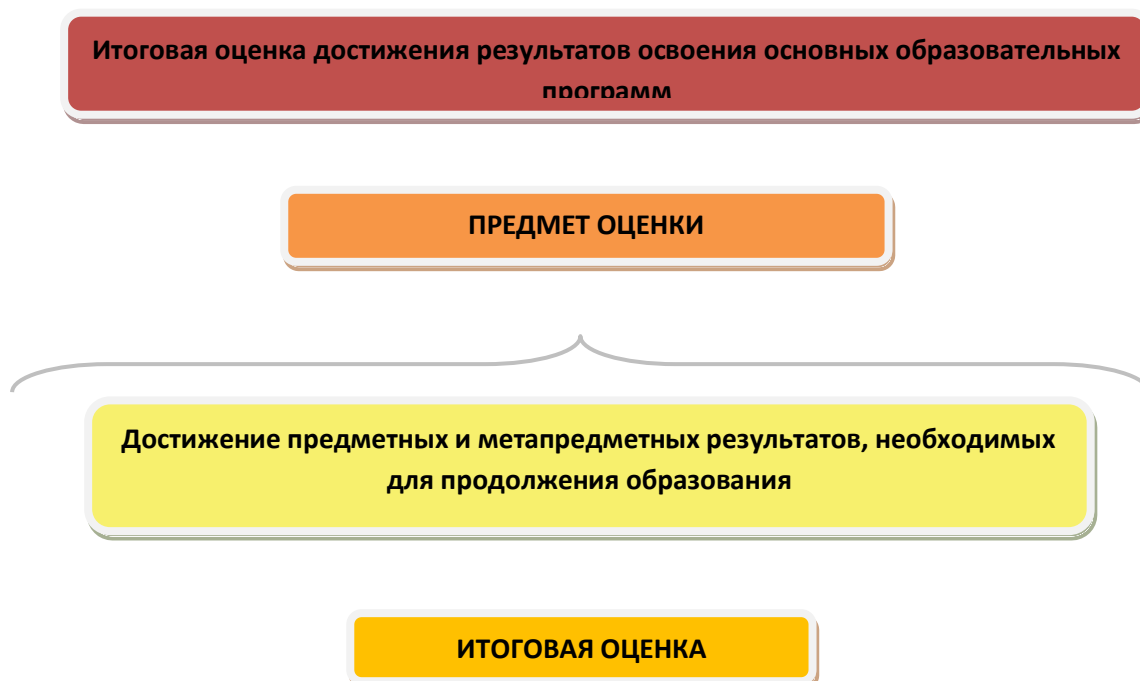 Итоговая оценка достижения результатов освоения основных образовательных
программ
ПРЕДМЕТ ОЦЕНКИ
Достижение предметных и метапредметных результатов, необходимых
для продолжения образования
ИТОГОВАЯ ОЦЕНКА